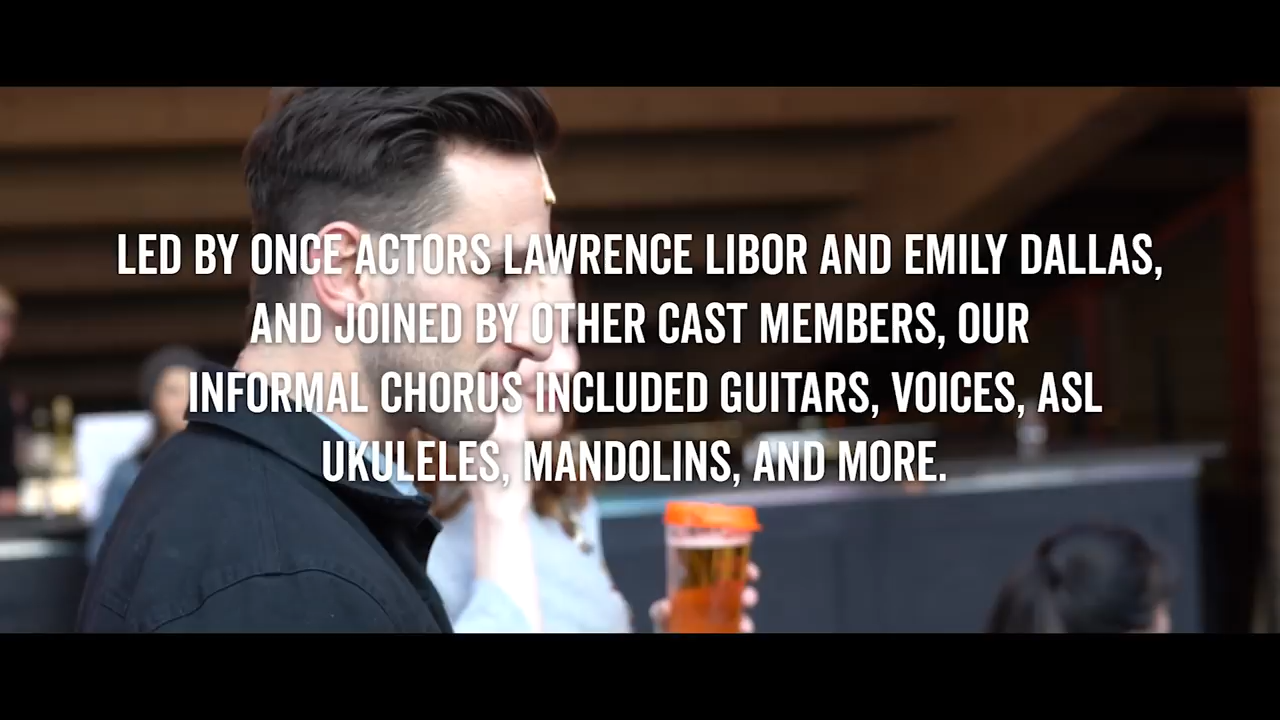 LED BY ONCE ACTORS LAWRENCE LIBOR AND EMILY DALLAS,
AND JOINED BY OTHER CAST MEMBERS, OUR
INFORMAL CHORUS INCLUDED GUITARS, VOICES, ASL
UKULELES, MANDOLINS, AND MORE.